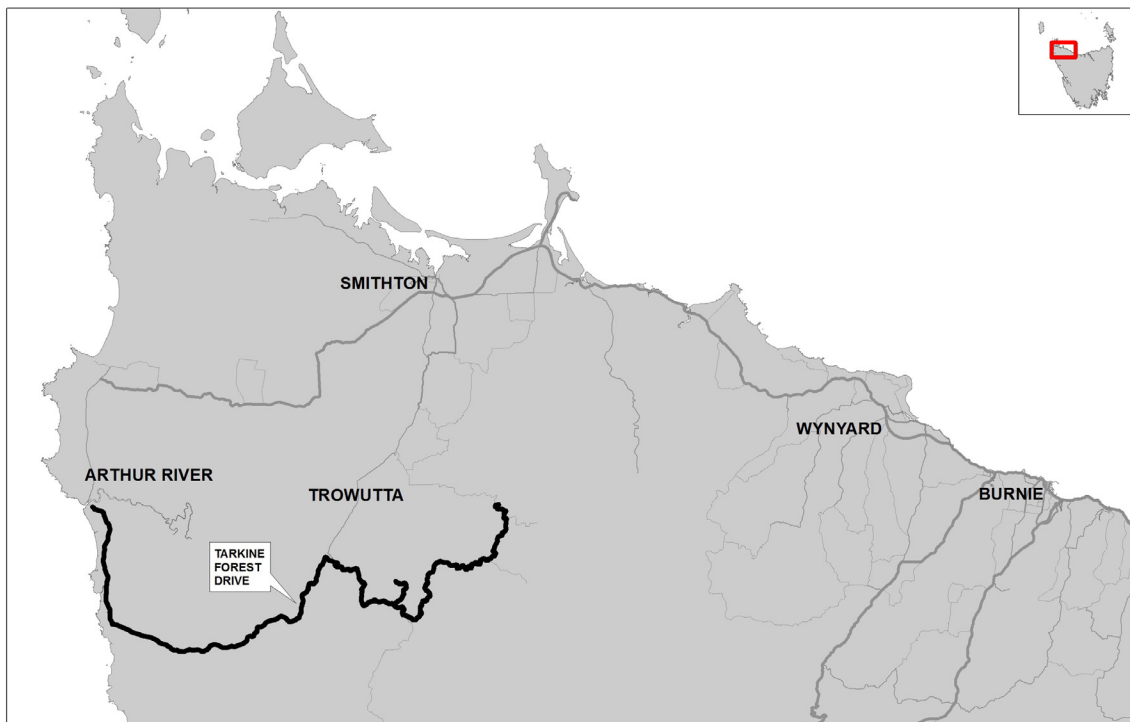 SMITHTON
WYNYARD
ARTHUR RIVER
TROWUTTA
BURNIE
TARKINE
FOREST
DRIVE